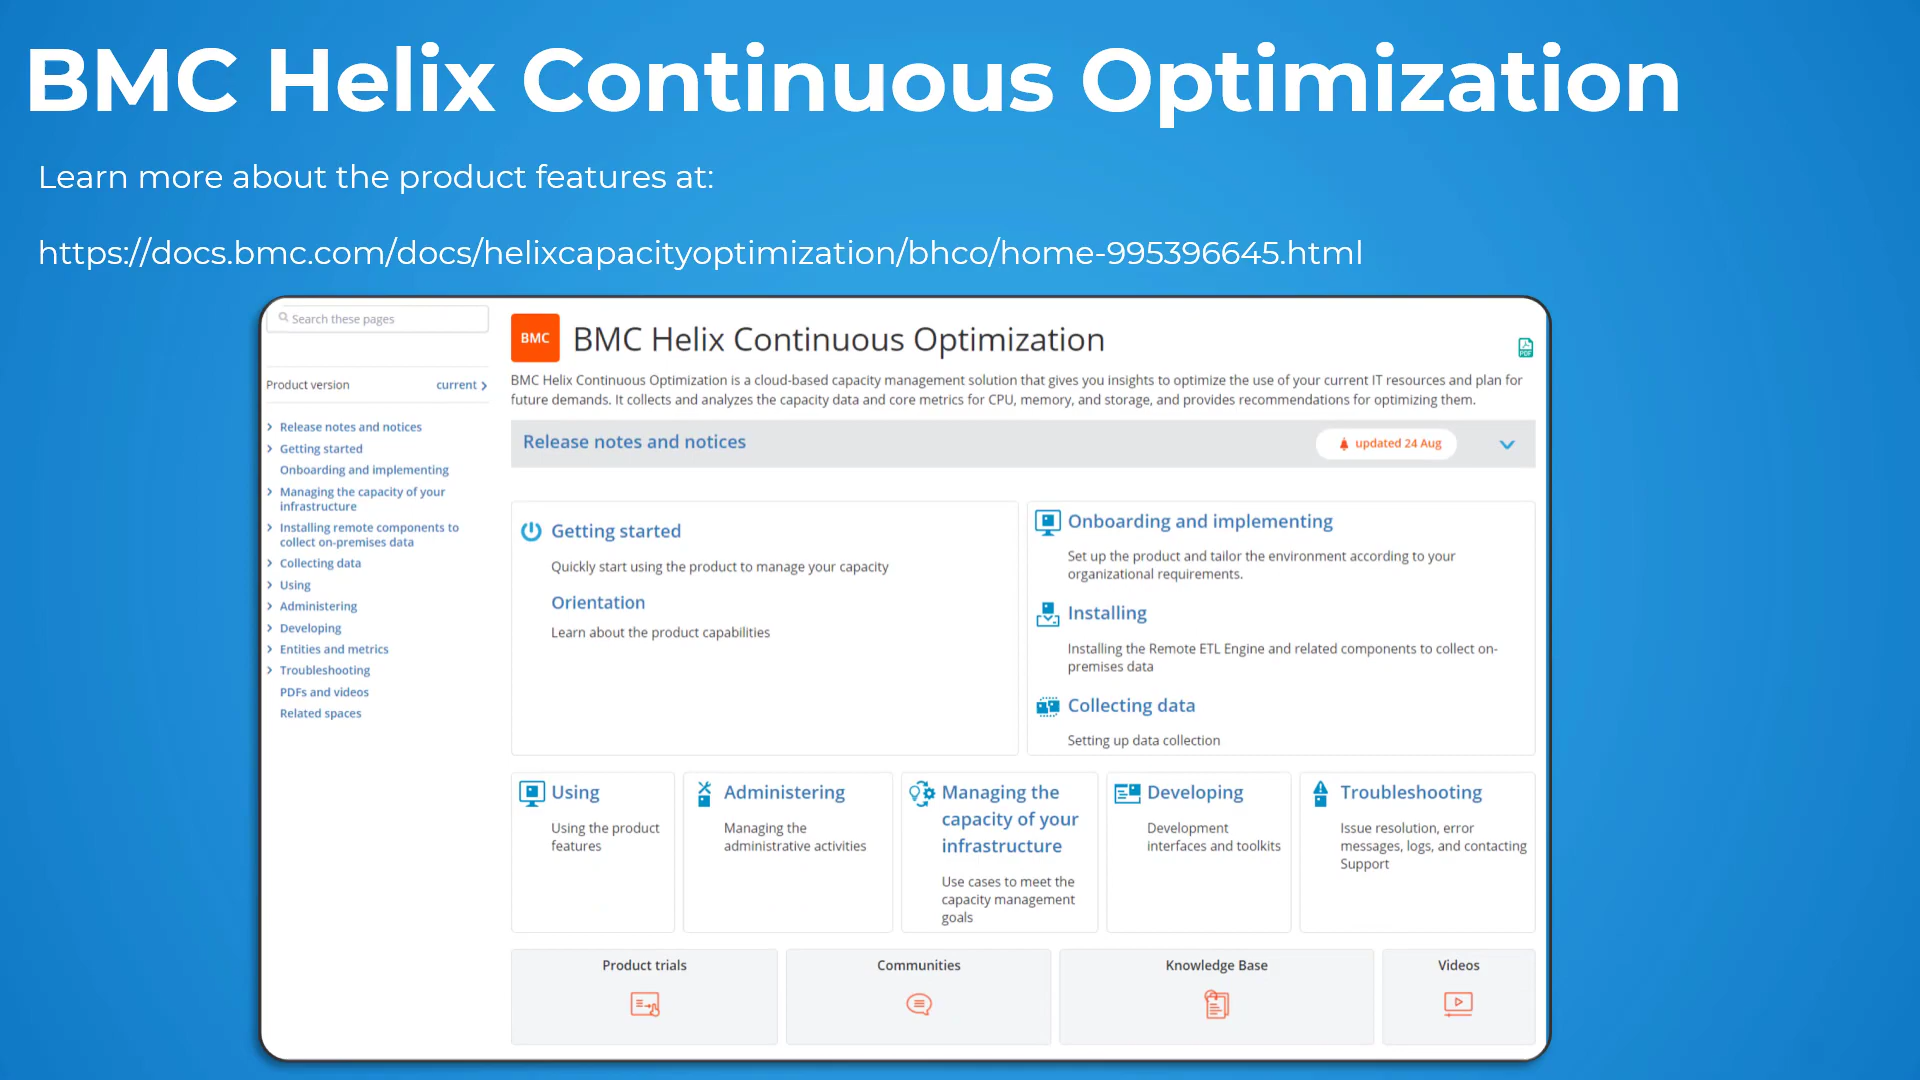 BMC Helix Continuous Optimization
Learn more about the product features at:
https://docs.bmc.com/docs/helixcapacityoptimization/bhco/home-995396645.html
Search these pages
Product version
current
Release notes and notices
Getting started
Onboarding and implementing
Managing the capacity of your
infrastructure
Installing remote components to
collect on-premises data
Collecting data
Using
Administering
Developing
Entities and metrics
Troubleshooting
PDFs and videos
Related spaces
BMC
BMC Helix Continuous Optimization
PDF
BMC Helix Continuous Optimization is a cloud-based capacity management solution that gives you insights to optimize the use of your current IT resources and plan for
future demands. It collects and analyzes the capacity data and core metrics for CPU, memory, and storage, and provides recommendations for optimizing them.
Release notes and notices
updated 24 Aug
Getting started
Quickly start using the product to manage your capacity
Orientation
Learn about the product capabilities
Onboarding and implementing
Set up the product and tailor the environment according to your
organizational requirements.
Installing
Installing the Remote ETL Engine and related components to collect on-
premises data
Collecting data
Setting up data collection
Using
Using the product
features
Administering
Managing the
administrative activities
Managing the
capacity of your
infrastructure
Use cases to meet the
capacity management
goals
Developing
Development
interfaces and toolkits
Troubleshooting
Issue resolution, error
messages, logs, and contacting
Support
Product trials
Communities
Knowledge Base
Videos